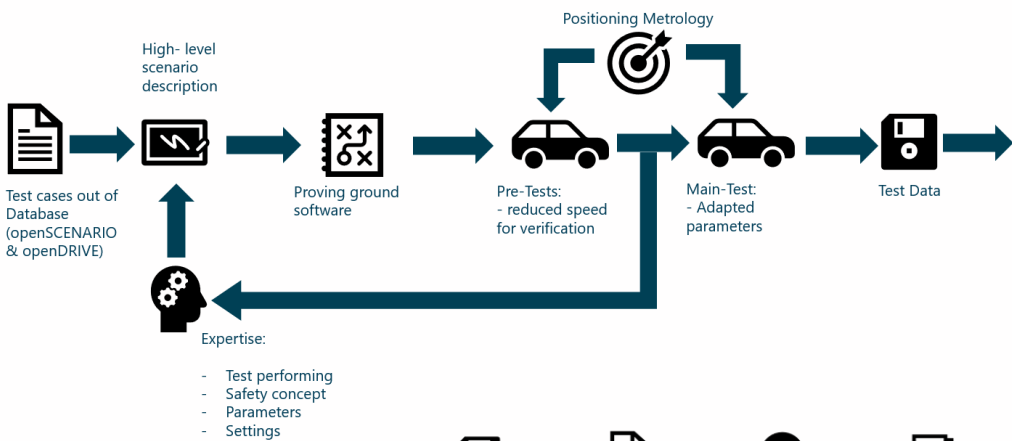 Positioning Metrology
High- level
scenario
description
Test cases out of
Database
(openSCENARIO
& openDRIVE)
Proving ground
software
Pre-Tests:
- reduced speed
for verification
Main-Test:
- Adapted
parameters
Test Data
Expertise:
- Test performing
- Safety concept
- Parameters
- Settings